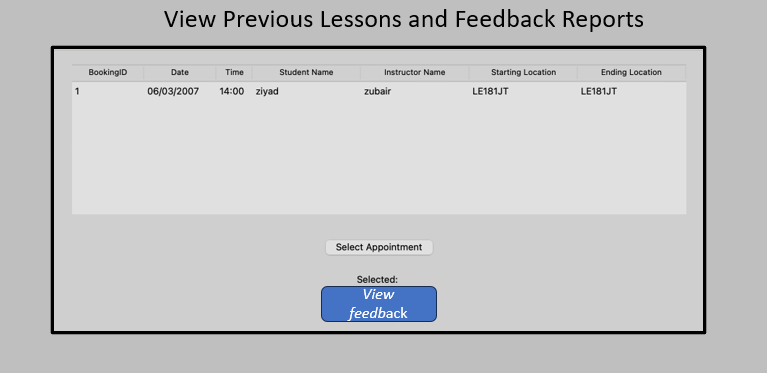 View Previous Lessons and Feedback Reports
BookingID Date Time Student Name Instructor Name Starting Location Ending Location
1 06/03/2007 14:00 ziyad zubair LE181JT LE181JT
Select Appointment
Selected:
View
feedback